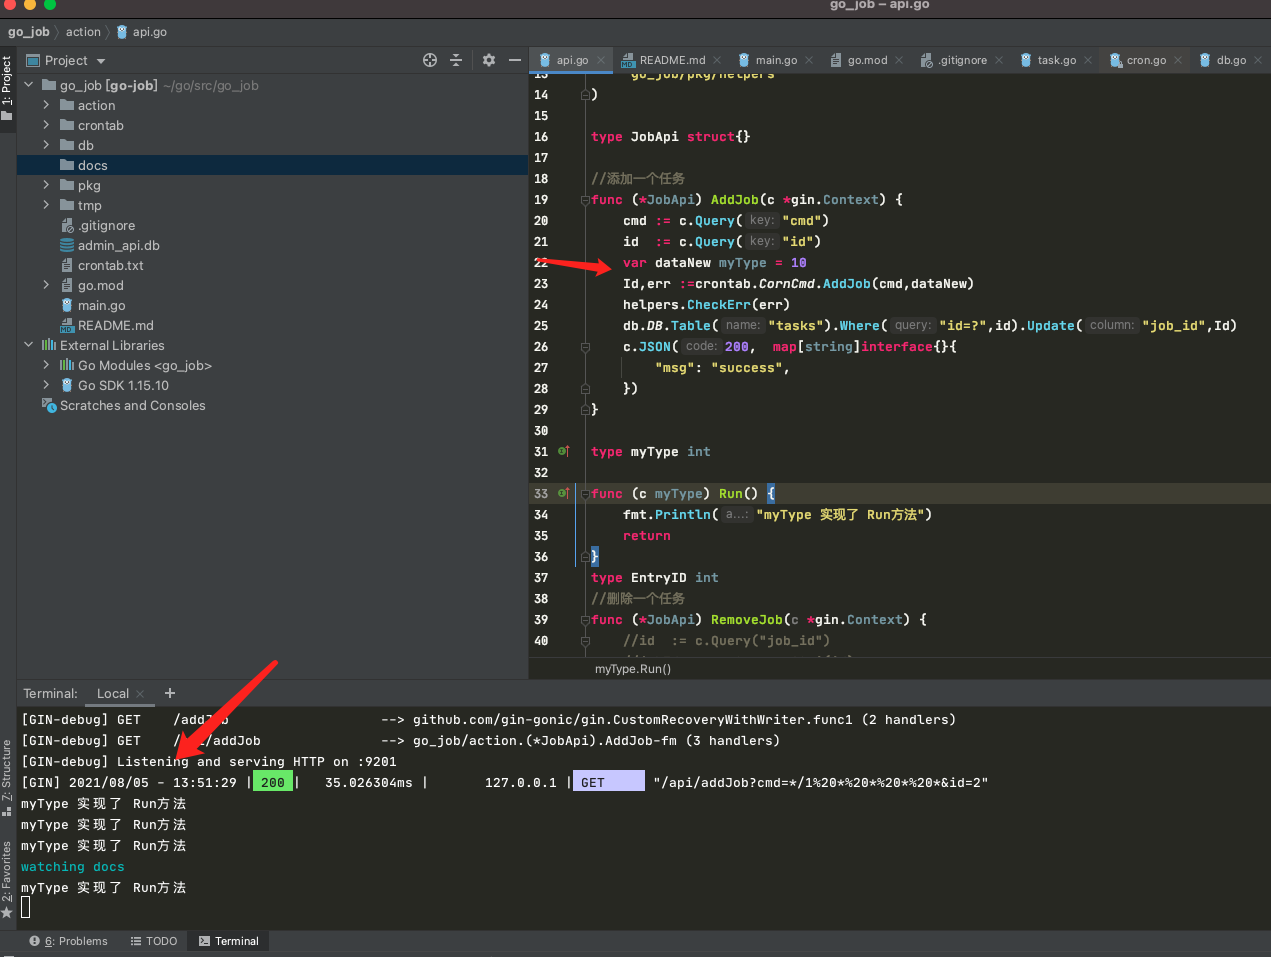 go_job – api.go
go_job action api.go
Project
api.go README.md main.go go.mod .gitignore task.go cron.go db.go
1: Project
go_job [go-job] ~/go/src/go_job
action
crontab
db
docs
pkg
tmp
.gitignore
admin_api.db
crontab.txt
go.mod
main.go
README.md
External Libraries
Go Modules <go_job>
Go SDK 1.15.10
Scratches and Consoles
13 "go_job/pkg/helpers"
14 )
15
16 type JobApi struct{}
17
18 //添加一个任务
19 func (*JobApi) AddJob(c *gin.Context) {
20 cmd := c.Query( key: "cmd")
21 id := c.Query( key: "id")
22 var dataNew myType = 10
23 Id,err :=crontab.CornCmd.AddJob(cmd,dataNew)
24 helpers.CheckErr(err)
25 db.DB.Table( name: "tasks").Where( query: "id=?",id).Update( column: "job_id",Id)
26 c.JSON( code: 200, map[string]interface{}{
27 "msg": "success",
28 })
29 }
30
31 type myType int
32
33 func (c myType) Run() {
34 fmt.Println( a...: "myType 实现了 Run方法")
35 return
36 }
37 type EntryID int
38 //删除一个任务
39 func (*JobApi) RemoveJob(c *gin.Context) {
40 //id := c.Query("job_id")
myType.Run()
Terminal: Local +
[GIN-debug] GET /addJob --> github.com/gin-gonic/gin.CustomRecoveryWithWriter.func1 (2 handlers)
[GIN-debug] GET /api/addJob --> go_job/action.(*JobApi).AddJob-fm (3 handlers)
[GIN-debug] Listening and serving HTTP on :9201
[GIN] 2021/08/05 - 13:51:29 | 200 | 35.026304ms | 127.0.0.1 | GET "/api/addJob?cmd=*/1%20*%20*%20*%20*&id=2"
myType 实现了 Run方法
myType 实现了 Run方法
myType 实现了 Run方法
watching docs
myType 实现了 Run方法
Z: Structure
2: Favorites
6: Problems TODO Terminal